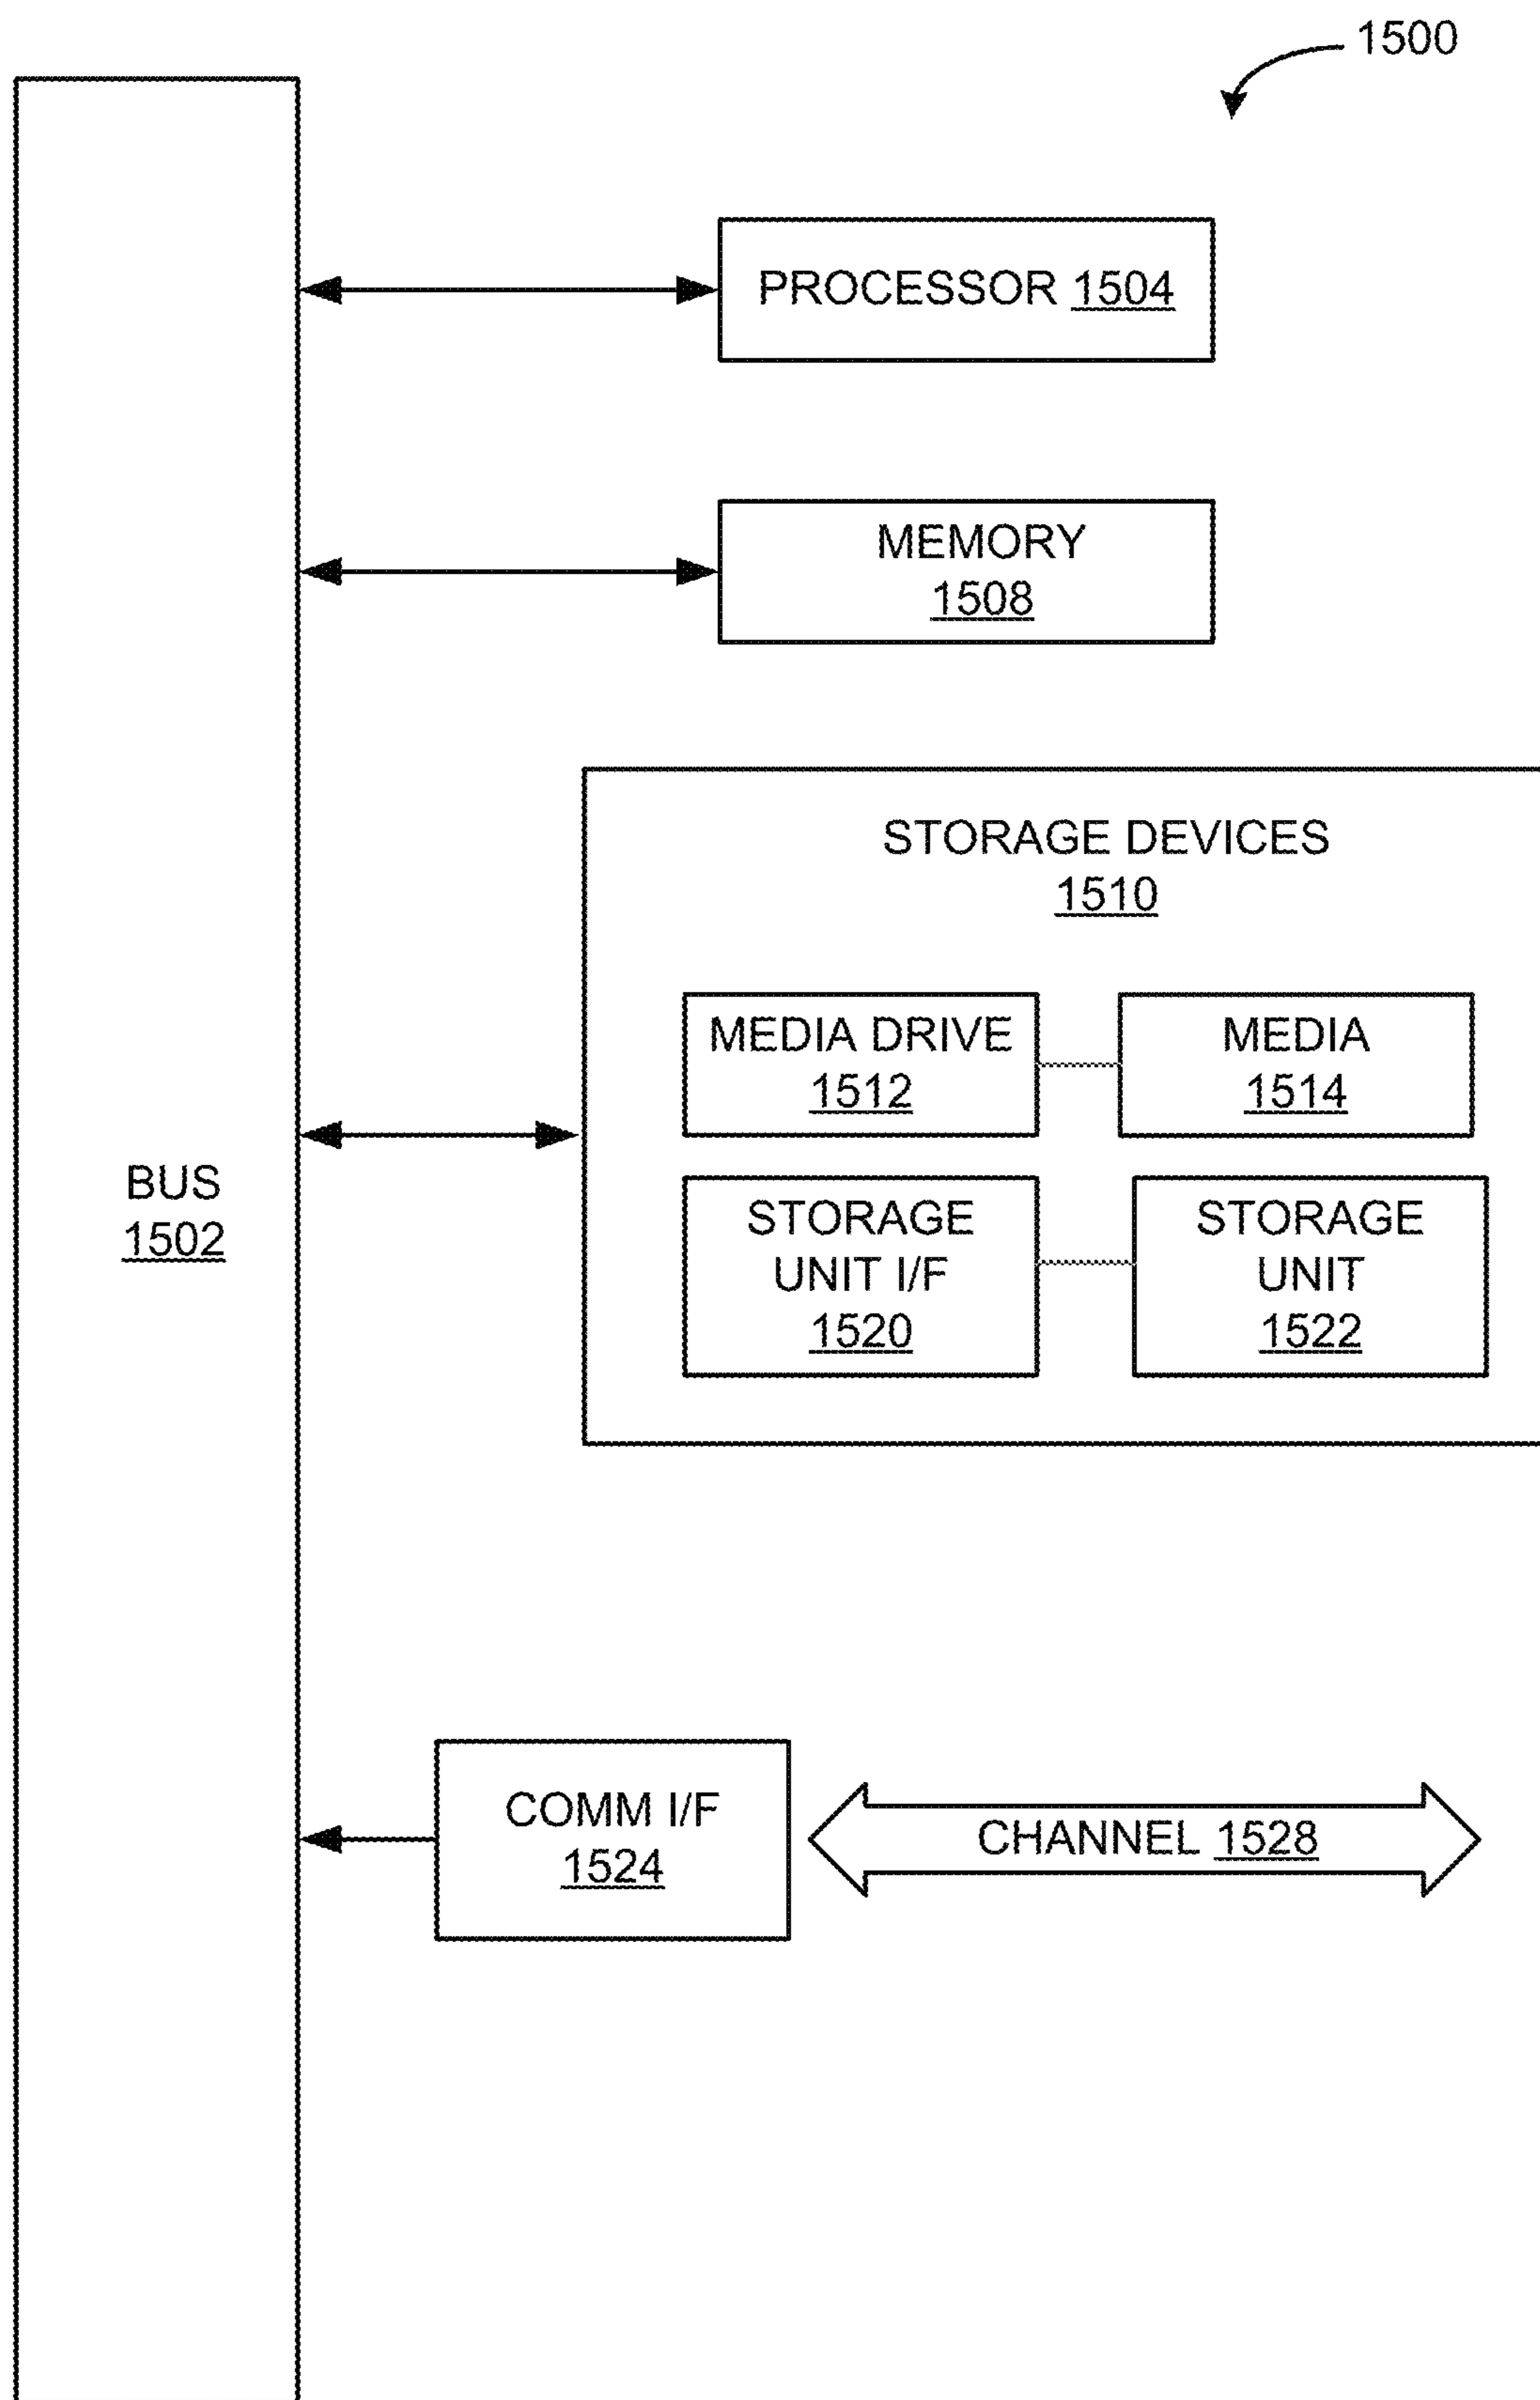 1500
PROCESSOR 1504
MEMORY
1508
STORAGE DEVICES
1510
MEDIA DRIVE
1512
MEDIA
1514
BUS
1502
STORAGE
UNIT I/F
1520
STORAGE
UNIT
1522
COMM I/F
1524
CHANNEL 1528